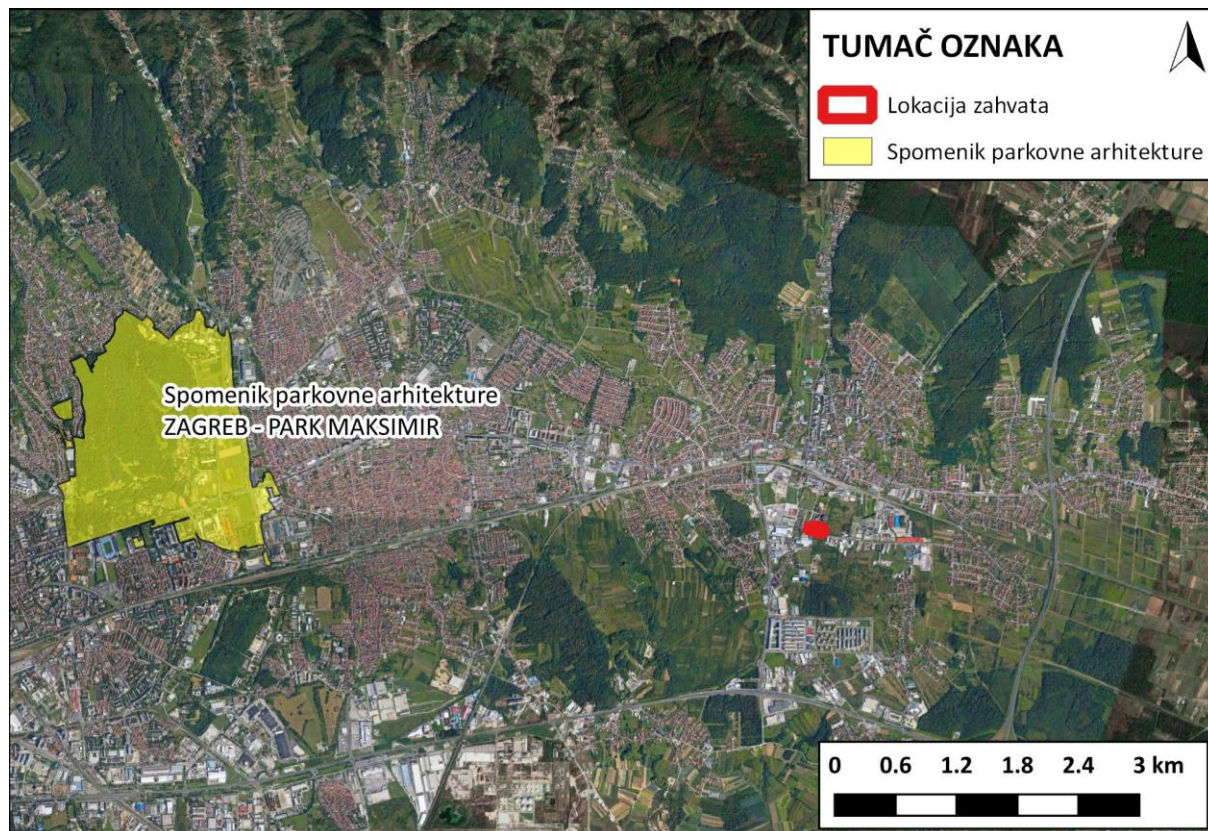 TUMAČ OZNAKA
Lokacija zahvata
Spomenik parkovne arhitekture
Spomenik parkovne arhitekture
ZAGREB - PARK MAKSIMIR
0 0.6 1.2 1.8 2.4 3 km